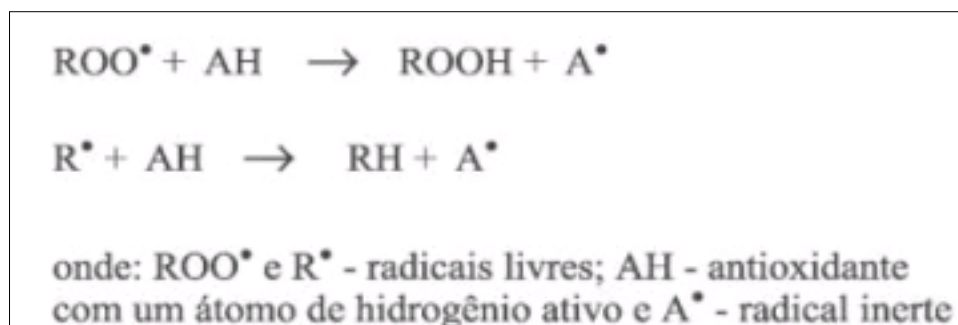 ROO• + AH → ROOH + A•
R• + AH → RH + A•
onde: ROO• e R• - radicais livres; AH - antioxidante
com um átomo de hidrogênio ativo e A• - radical inerte